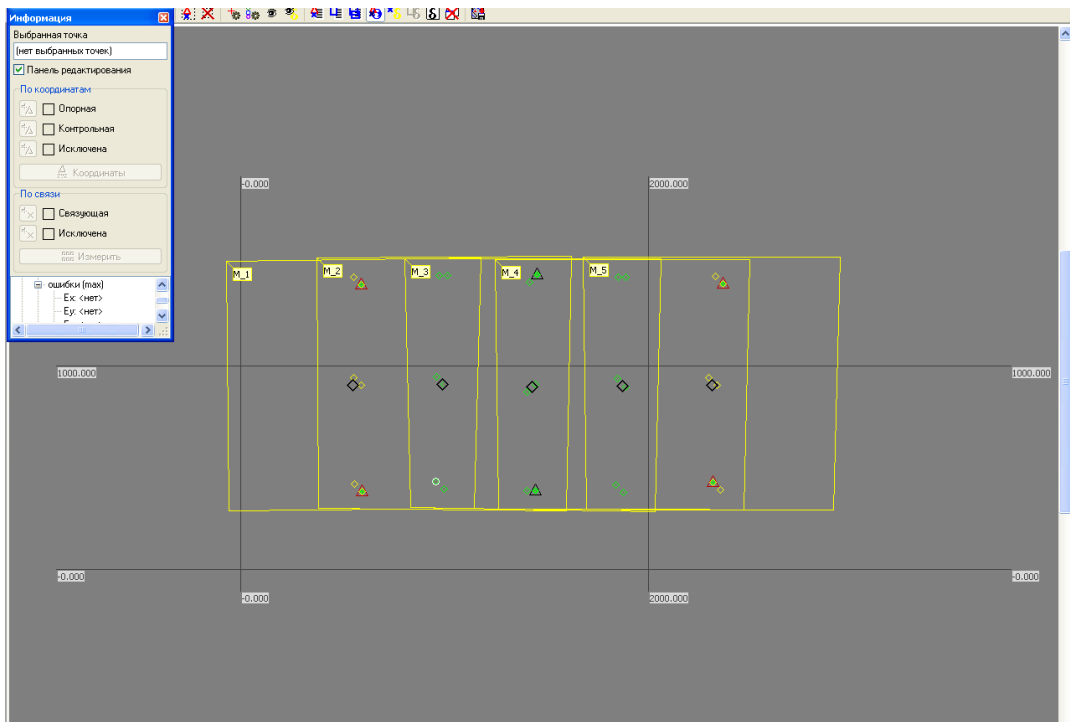 Информация
Выбранная точка
(нет выбранных точек)
Панель редактирования
По координатам
Опорная
Контрольная
Исключена
Координаты
По связи
Связующая
Исключена
Измерить
ошибки (max)
Ex: <нет>
Ey: <нет>
-0.000
2000.000
M_1
M_2
M_3
M_4
M_5
1000.000
1000.000
-0.000
-0.000
-0.000
2000.000